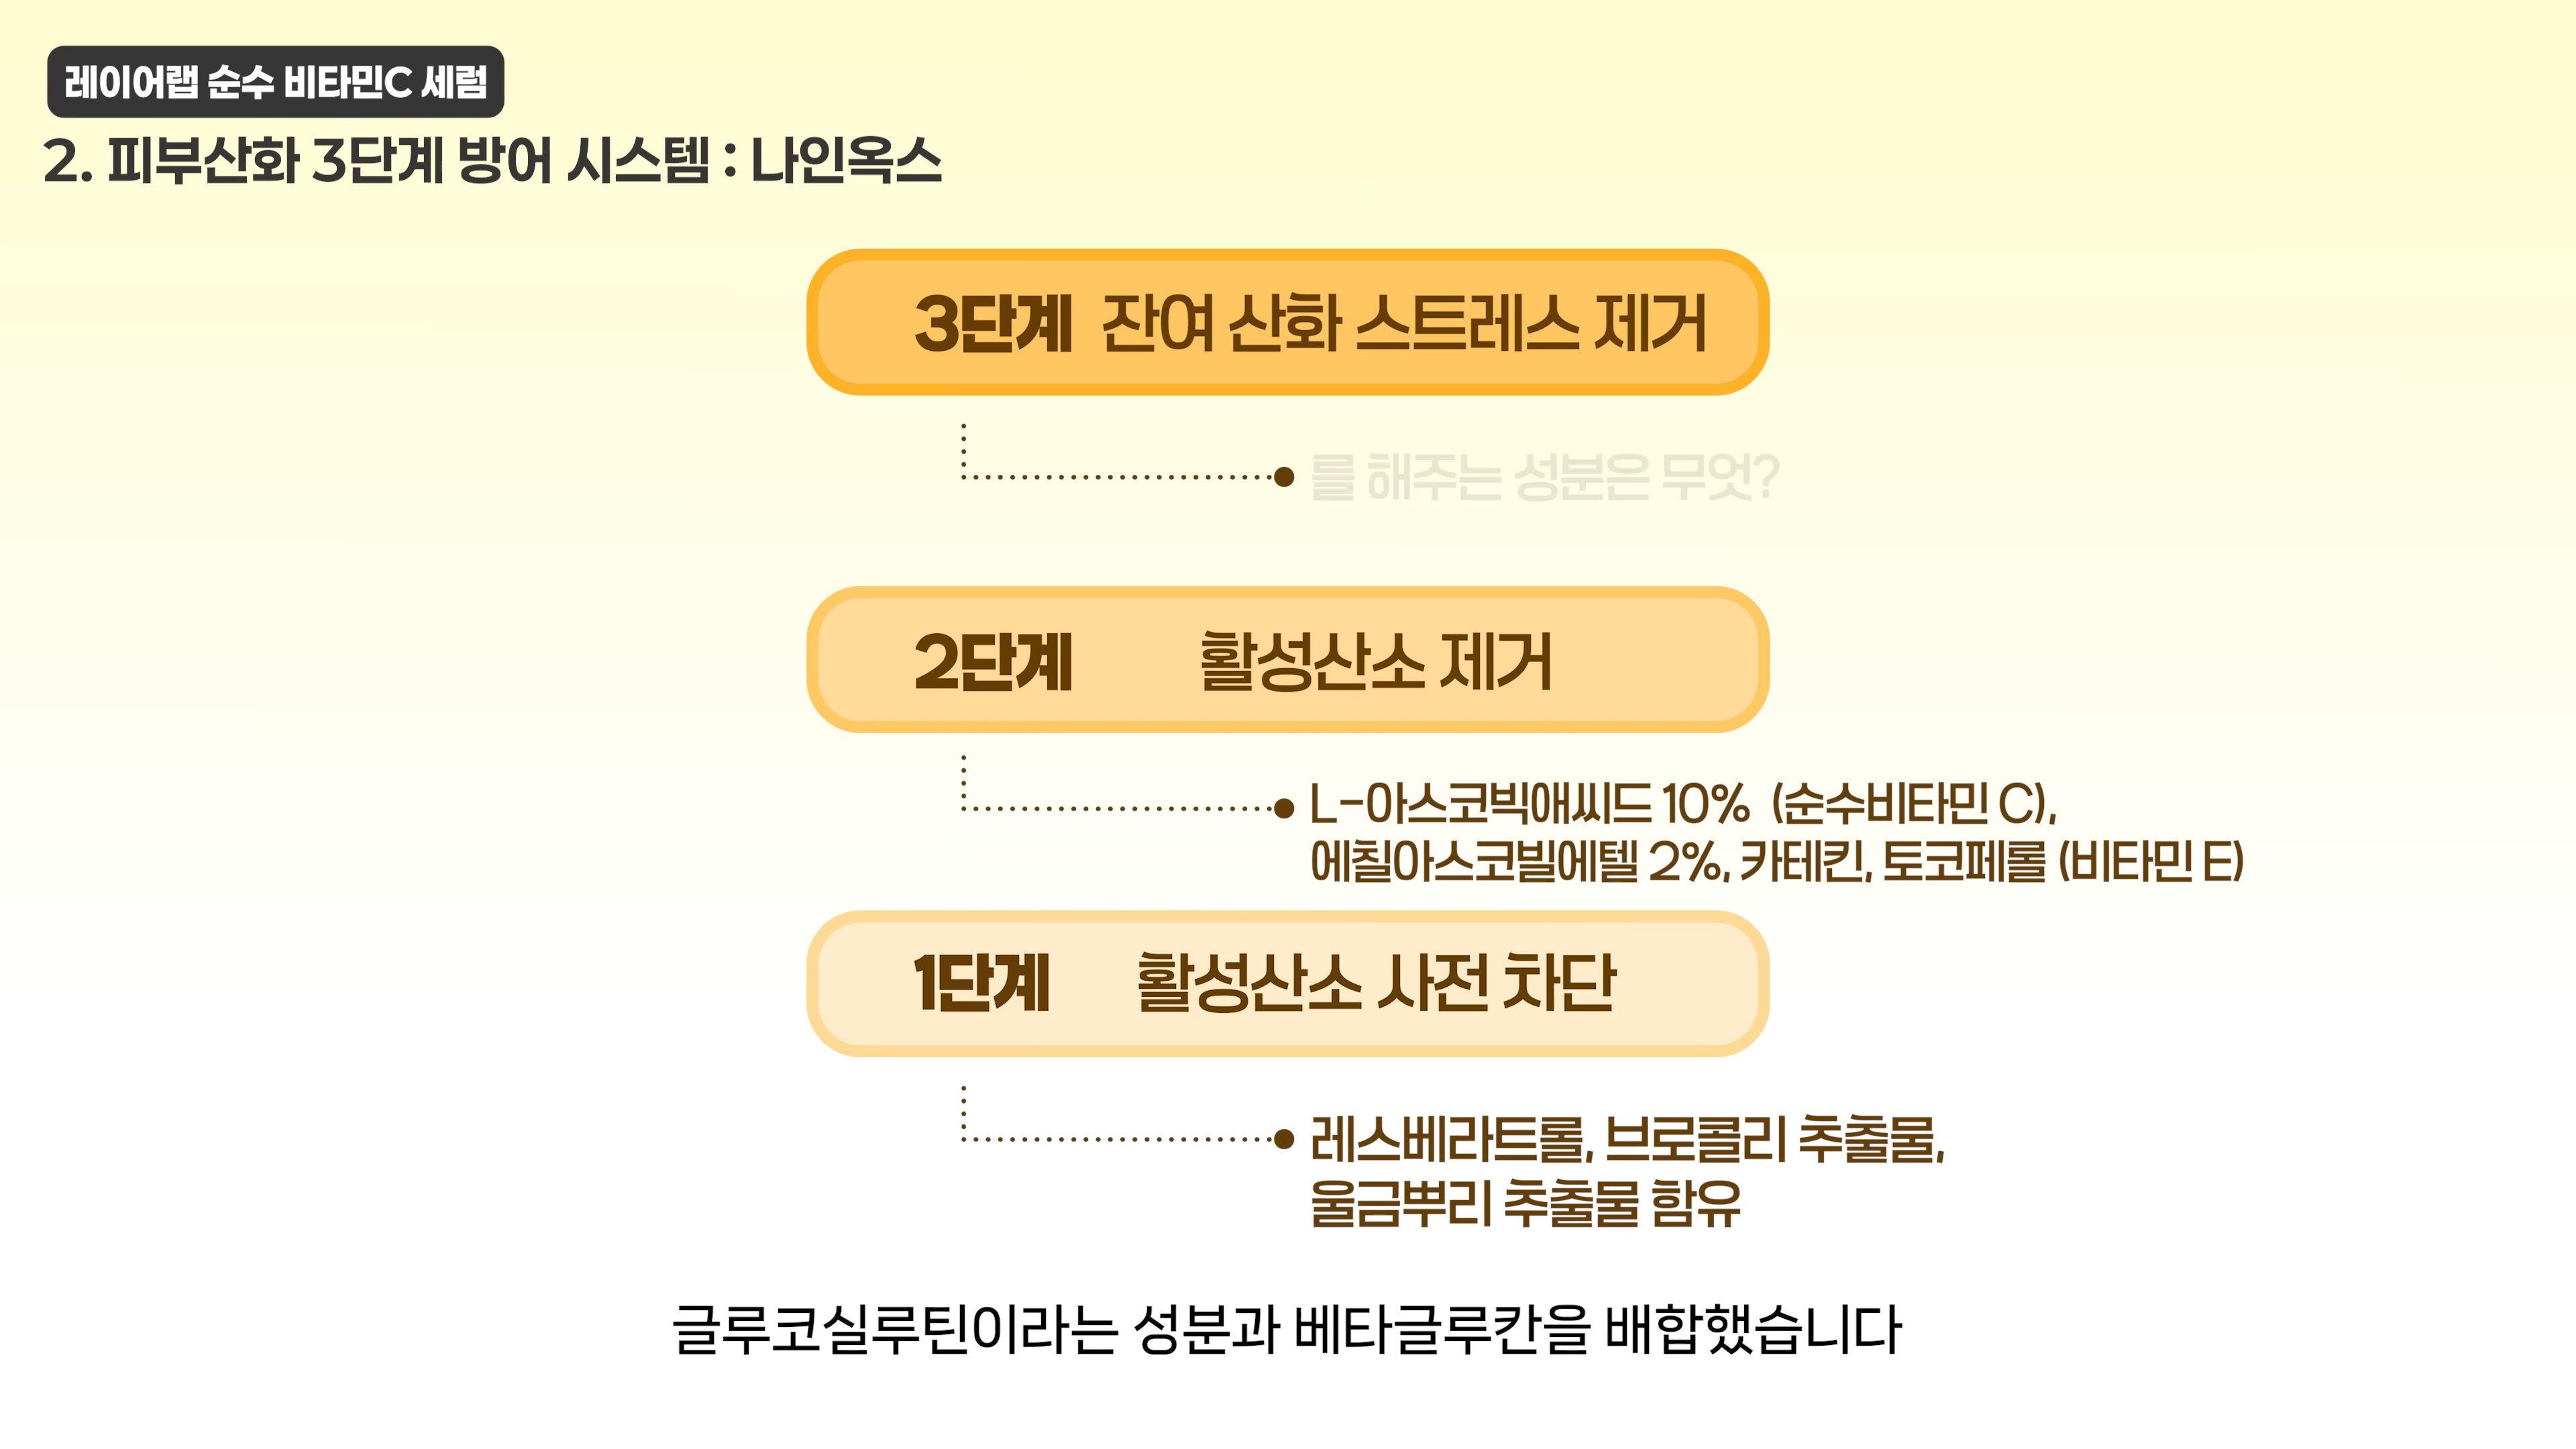 레이어랩 순수 비타민C 세럼
2. 피부산화 3단계 방어 시스템 : 나인옥스
3단계 잔여 산화 스트레스 제거
를 해주는 성분은 무엇?
2단계 활성산소 제거
L-아스코빅애씨드 10% (순수비타민 C),
에칠아스코빌에텔 2%, 카테킨, 토코페롤 (비타민 E)
1단계 활성산소 사전 차단
레스베라트롤, 브로콜리 추출물,
울금뿌리 추출물 함유
글루코실루틴이라는 성분과 베타글루칸을 배합했습니다